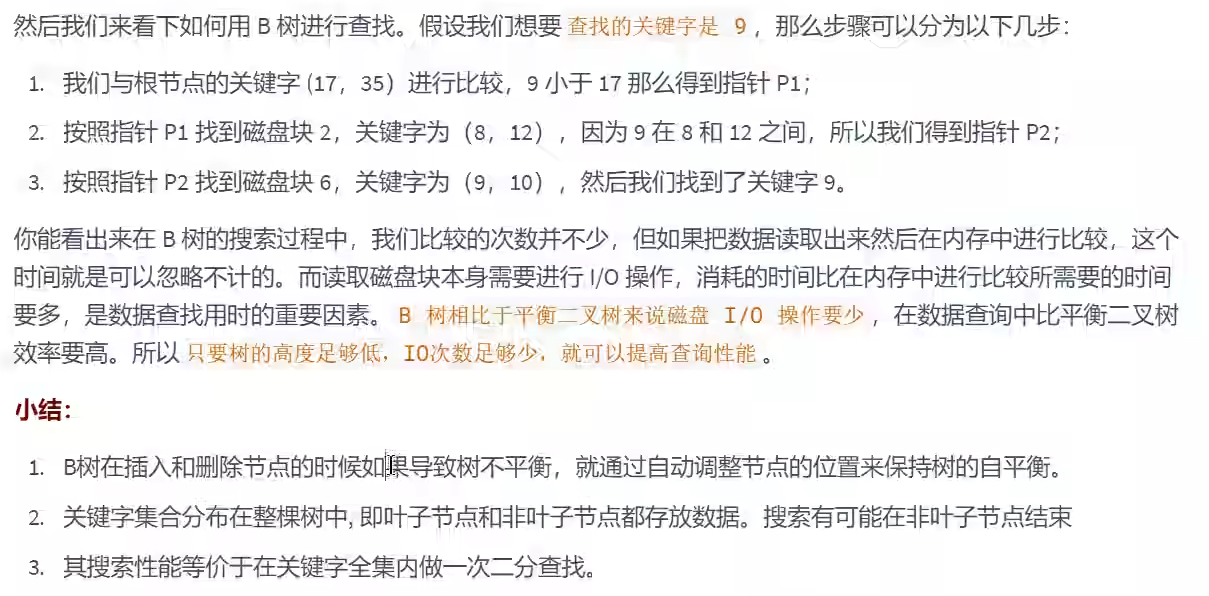 然后我们来看下如何用 B 树进行查找。假设我们想要 查找的关键字是 9 ，那么步骤可以分为以下几步：
1. 我们与根节点的关键字 (17，35）进行比较，9 小于 17 那么得到指针 P1；
2. 按照指针 P1 找到磁盘块 2，关键字为（8，12），因为 9 在 8 和 12 之间，所以我们得到指针 P2；
3. 按照指针 P2 找到磁盘块 6，关键字为（9，10），然后我们找到了关键字 9。
你能看出来在 B 树的搜索过程中，我们比较的次数并不少，但如果把数据读取出来然后在内存中进行比较，这个
时间就是可以忽略不计的。而读取磁盘块本身需要进行 I/O 操作，消耗的时间比在内存中进行比较所需要的时间
要多，是数据查找用时的重要因素。 B 树相比于平衡二叉树来说磁盘 I/O 操作要少 ，在数据查询中比平衡二叉树
效率要高。所以 只要树的高度足够低，IO次数足够少，就可以提高查询性能 。
小结：
1. B树在插入和删除节点的时候如果导致树不平衡，就通过自动调整节点的位置来保持树的自平衡。
2. 关键字集合分布在整棵树中, 即叶子节点和非叶子节点都存放数据。搜索有可能在非叶子节点结束
3. 其搜索性能等价于在关键字全集内做一次二分查找。